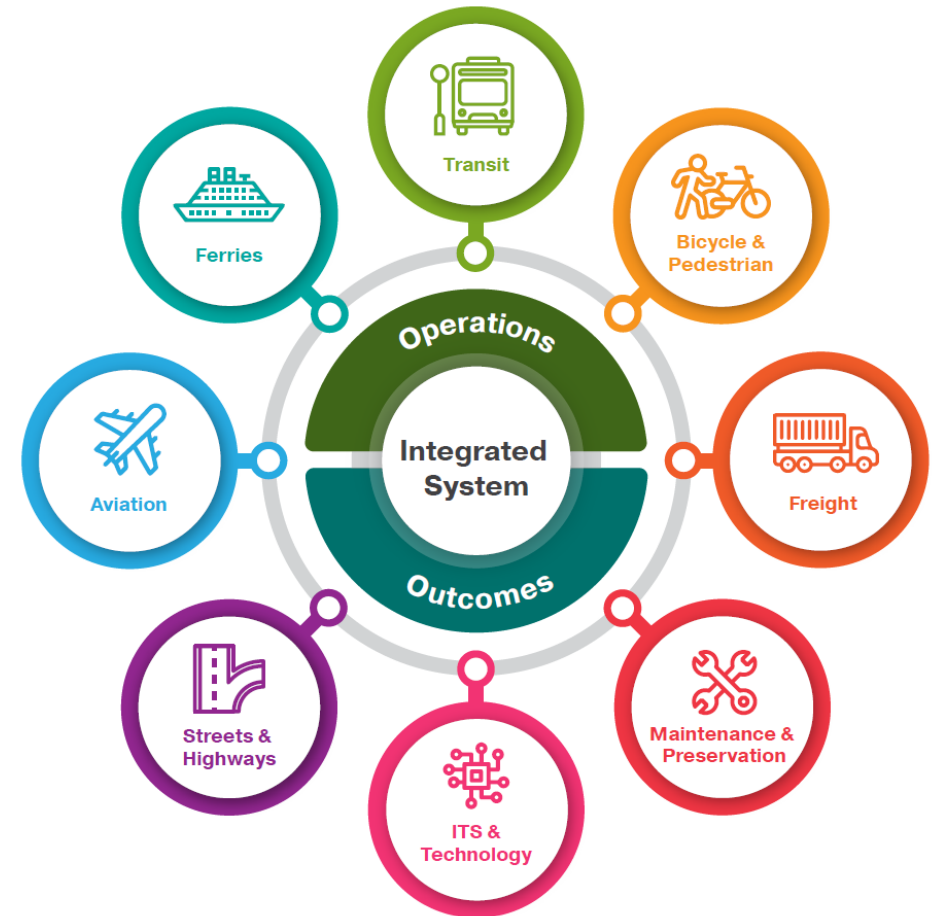 Transit
Ferries
Bicycle &
Pedestrian
Operations
Integrated
System
Aviation
Freight
Outcomes
Streets &
Highways
Maintenance &
Preservation
ITS &
Technology